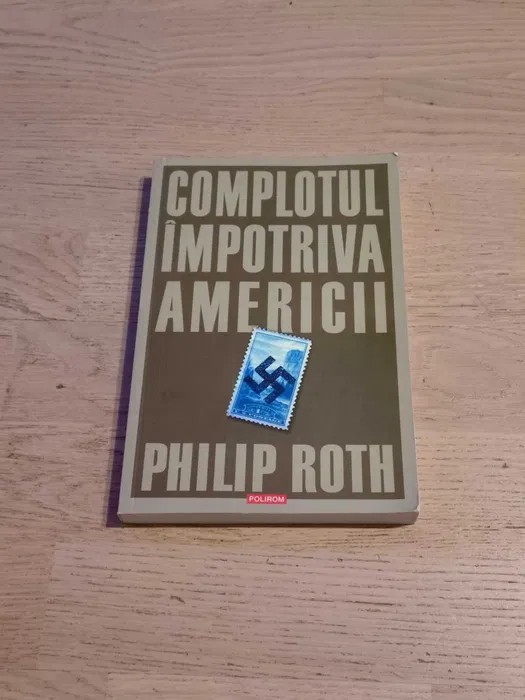 COMPLOTUL
ÎMPOTRIVA
AMERICII
PHILIP ROTH
POLIROM